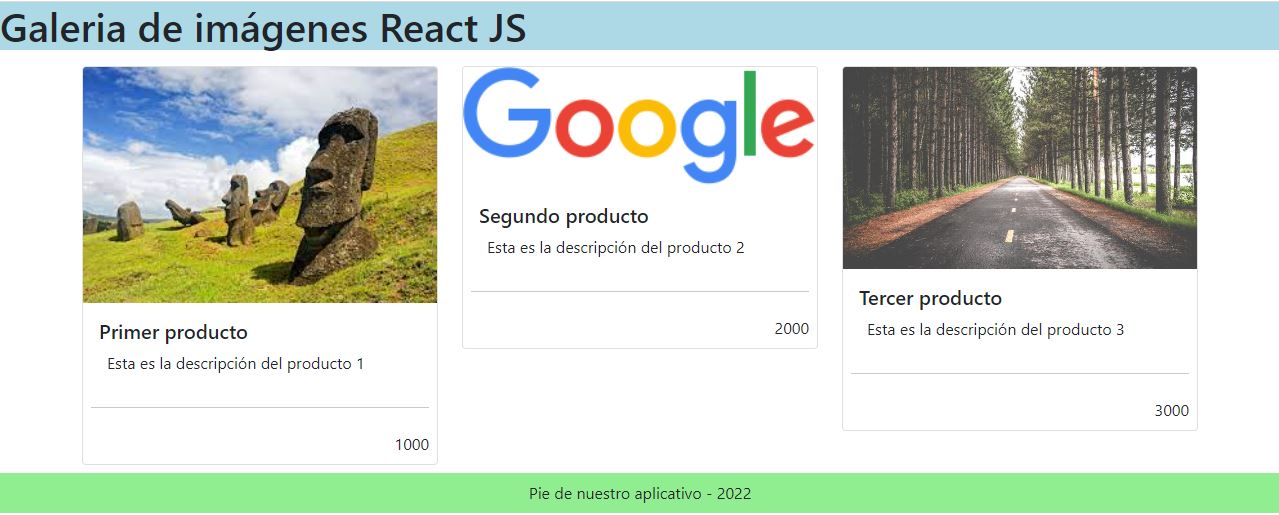 Galeria de imágenes React JS
Google
Primer producto
Esta es la descripción del producto 1
1000
Segundo producto
Esta es la descripción del producto 2
2000
Tercer producto
Esta es la descripción del producto 3
3000
Pie de nuestro aplicativo - 2022